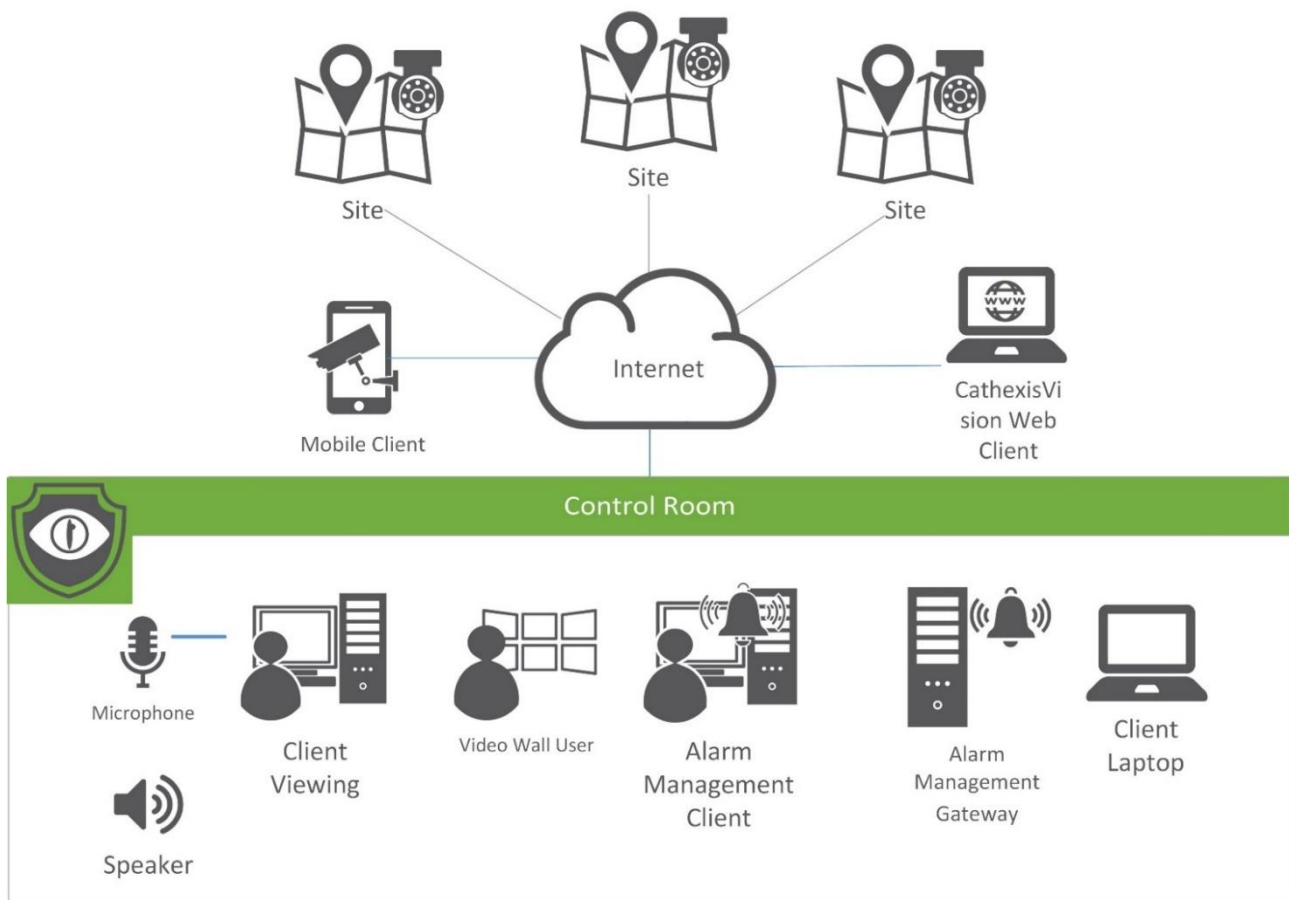 Site
Site
Site
Internet
Mobile Client
www
CathexisVi
sion Web
Client
Control Room
Microphone
Client
Viewing
Video Wall User
Alarm
Management
Client
Alarm
Management
Gateway
Client
Laptop
Speaker